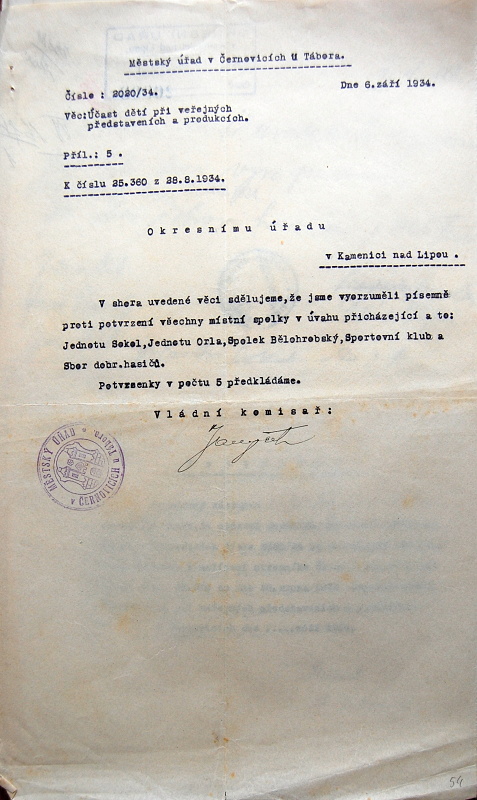 Městský úřad v Černovicích u Tábora.
Číslo : 2020/34.
Dne 6.září 1934.
Věc:Účast dětí při veřejných
představeních a produkcích.
Příl.: 5 .
K číslu 25.360 z 28.8.1934.
Okresnímu úřadu
v Kamenici nad Lipou .
V shora uvedené věci sdělujeme,že jsme vyorzuměli písemně
proti potvrzení všechny místní spolky v úvahu přicházející a to:
Jednotu Sokol,Jednotu Orla,Spolek Bělohrobský,Sportovní klub a
Sbor dobr.hasičů.
Potvrzenky v počtu 5 předkládáme.
Vládní komisař:
MĚSTSKÝ ÚŘAD v ČERNOVICÍCH u Tábora
54